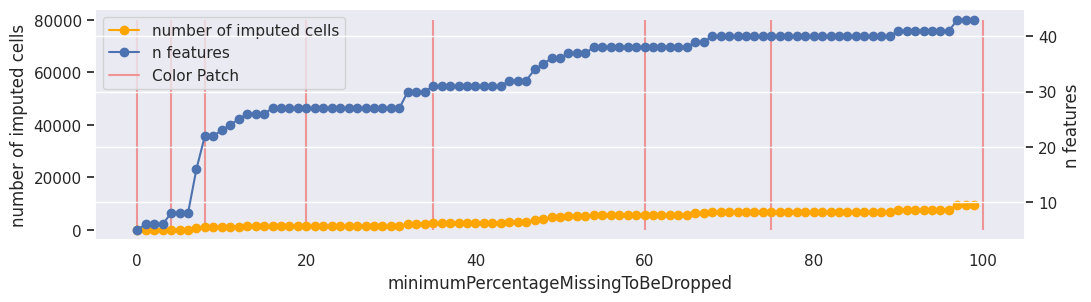 number of imputed cells
n features
Color Patch
80000
60000
40000
20000
0
number of imputed cells
40
30
20
10
n features
0
20
40
60
80
100
minimumPercentageMissingToBeDropped